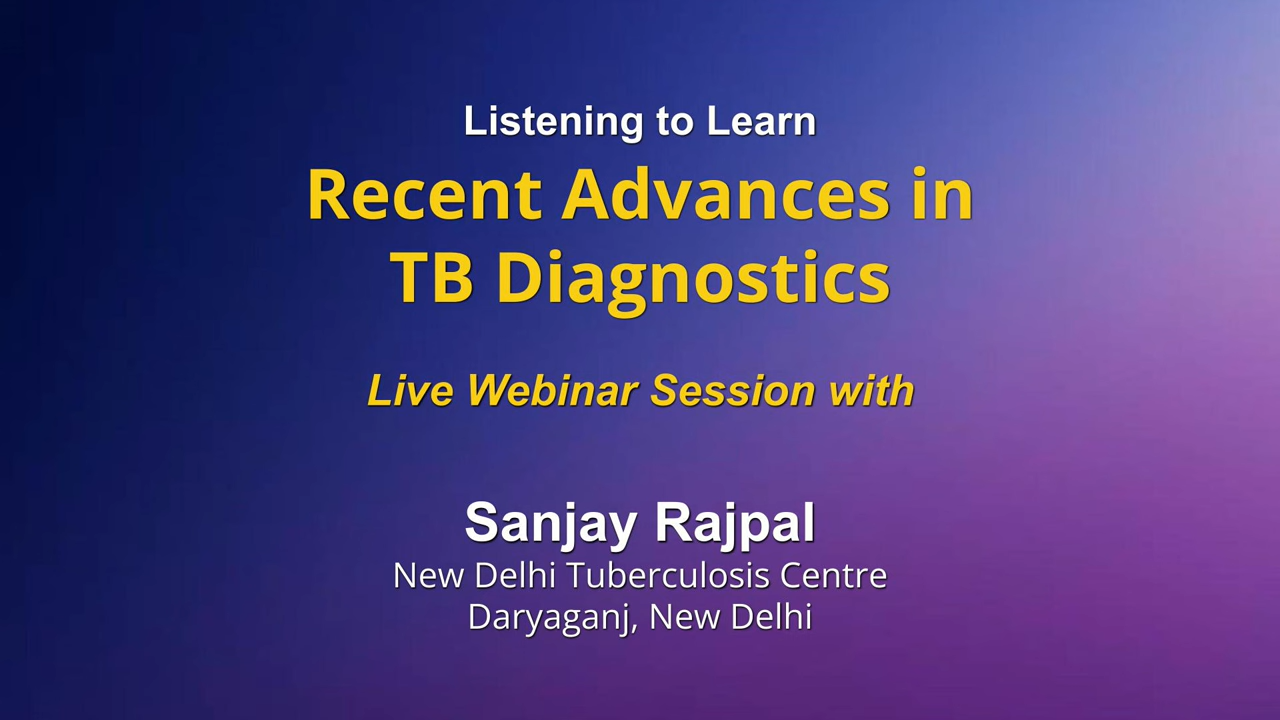 Listening to Learn
Recent Advances in
TB Diagnostics
Live Webinar Session with
Sanjay Rajpal
New Delhi Tuberculosis Centre
Daryaganj, New Delhi